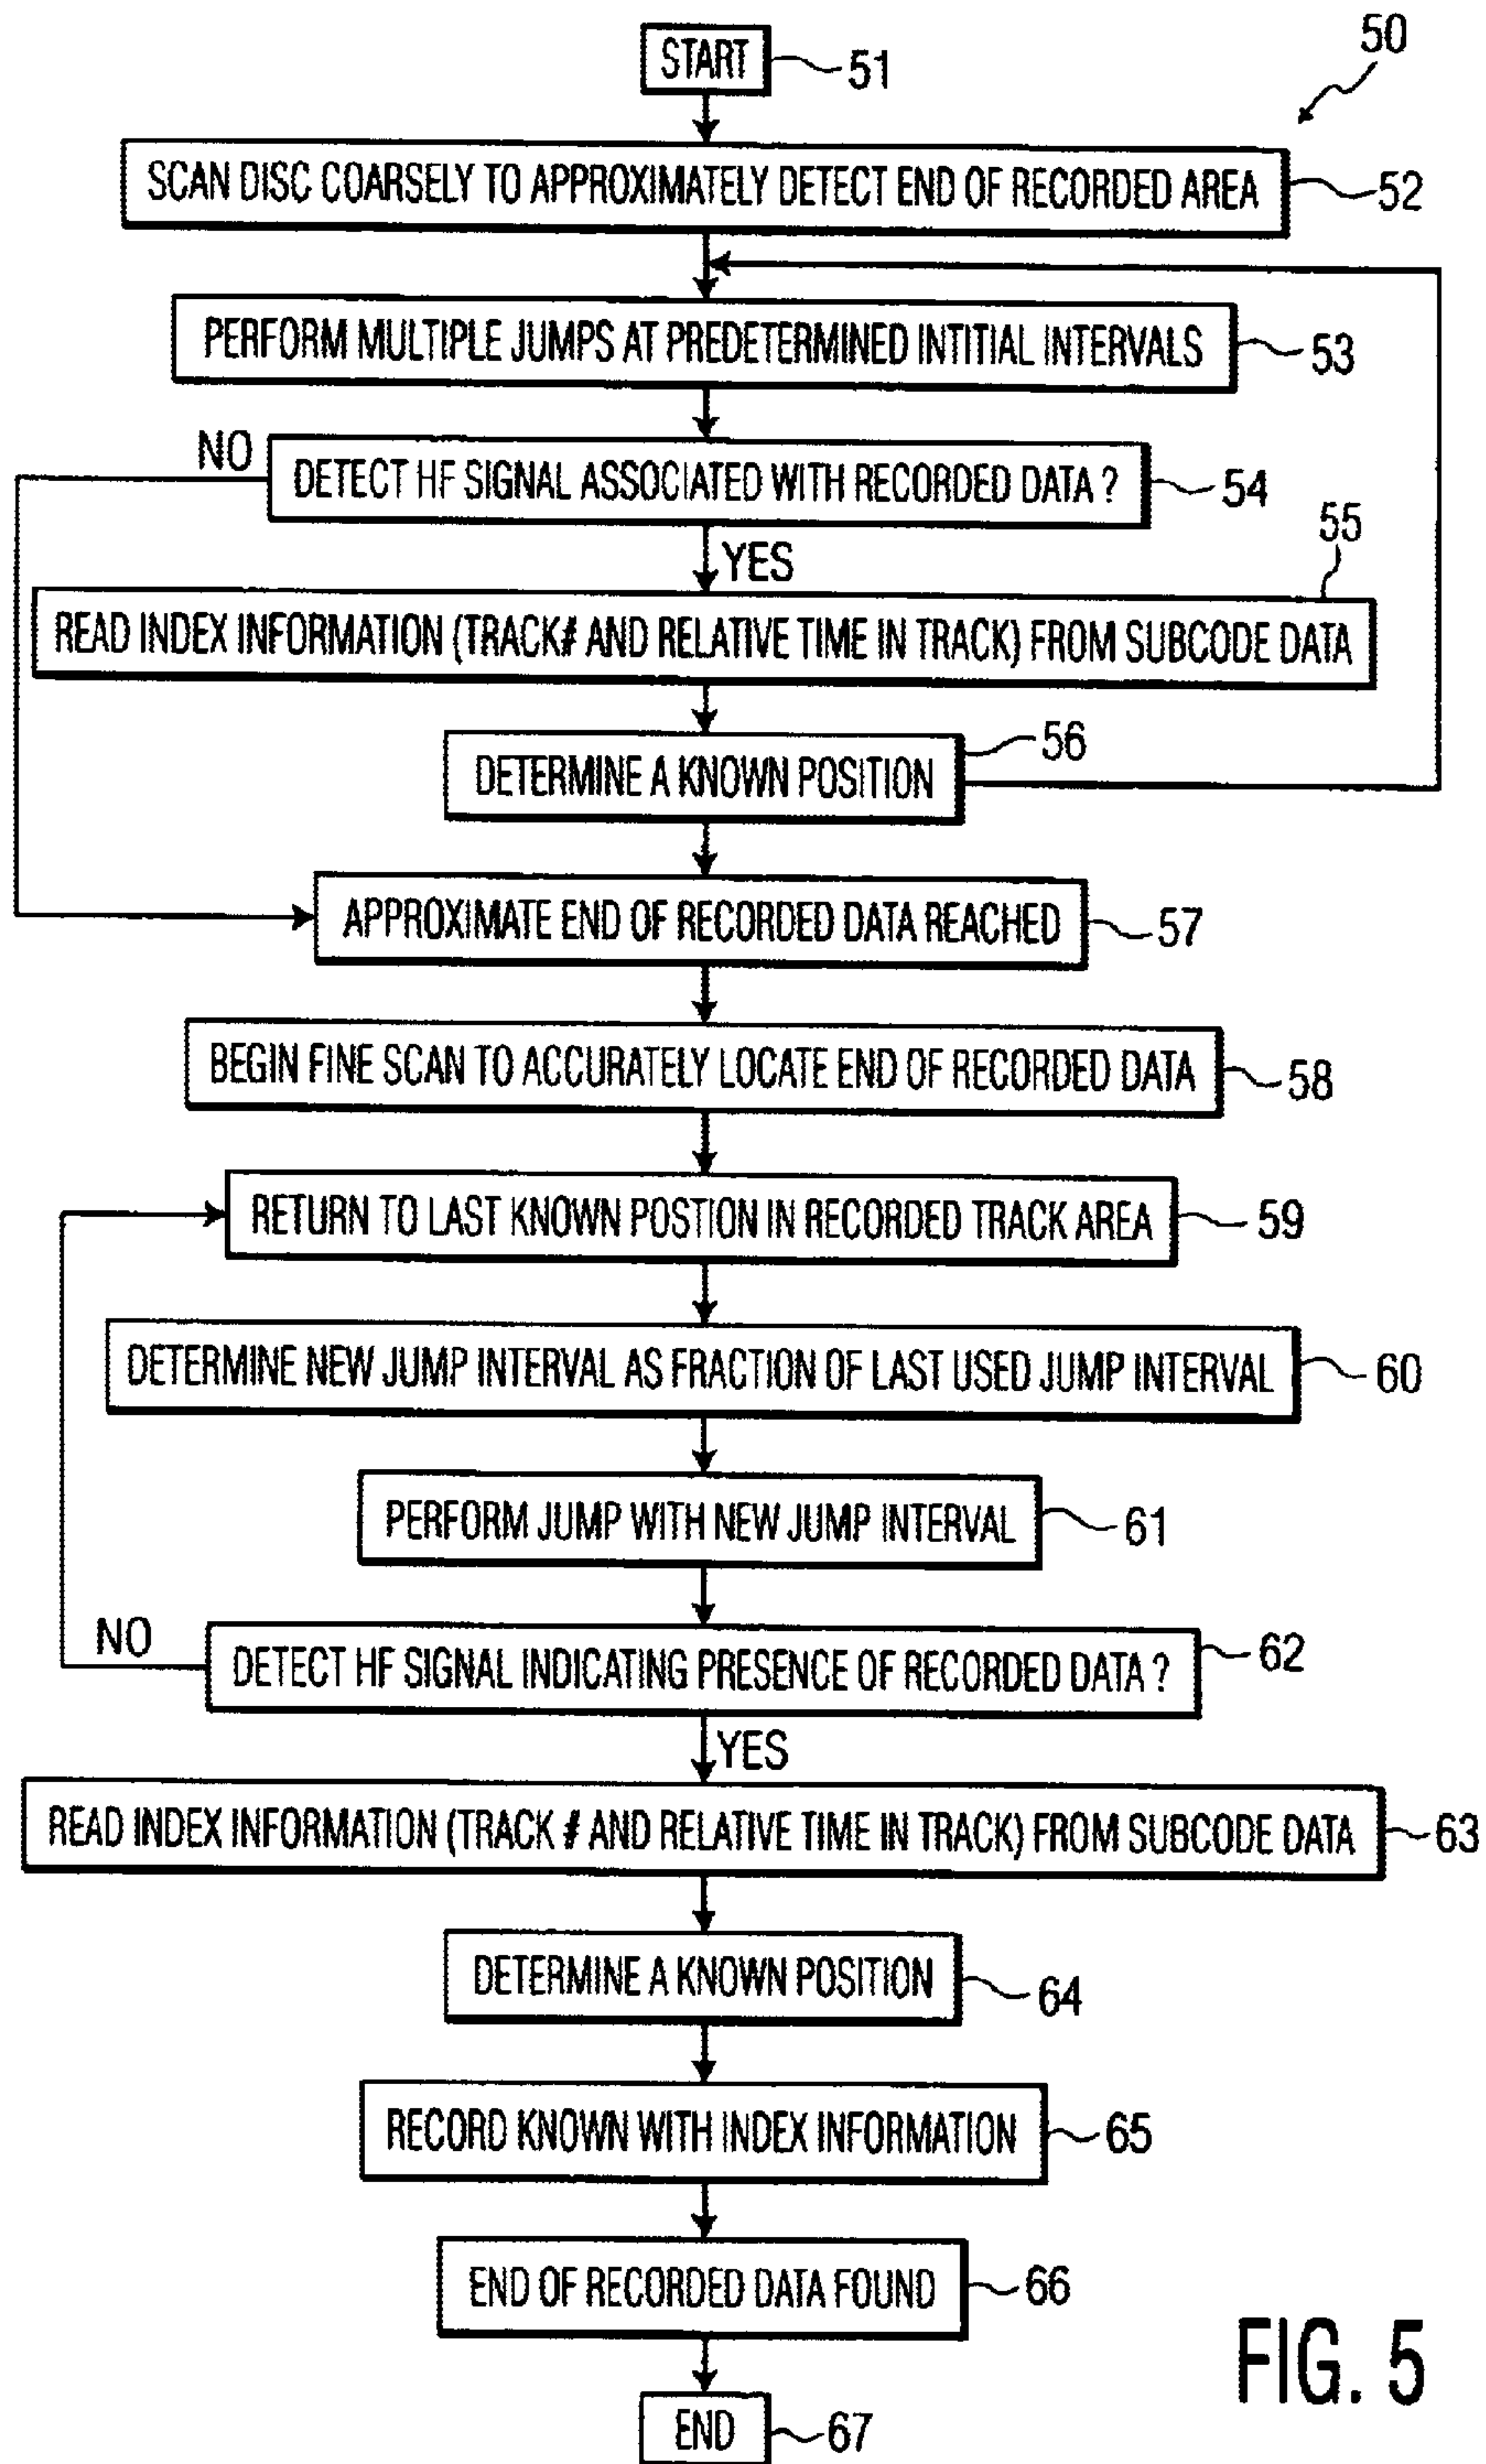 50
START
51
SCAN DISC COARSELY TO APPROXIMATELY DETECT END OF RECORDED AREA
52
PERFORM MULTIPLE JUMPS AT PREDETERMINED INTITIAL INTERVALS
53
NO
DETECT HF SIGNAL ASSOCIATED WITH RECORDED DATA ?
54
YES
55
READ INDEX INFORMATION (TRACK# AND RELATIVE TIME IN TRACK) FROM SUBCODE DATA
DETERMINE A KNOWN POSITION
56
APPROXIMATE END OF RECORDED DATA REACHED
57
BEGIN FINE SCAN TO ACCURATELY LOCATE END OF RECORDED DATA
58
RETURN TO LAST KNOWN POSTION IN RECORDED TRACK AREA
59
DETERMINE NEW JUMP INTERVAL AS FRACTION OF LAST USED JUMP INTERVAL
60
PERFORM JUMP WITH NEW JUMP INTERVAL
61
NO
DETECT HF SIGNAL INDICATING PRESENCE OF RECORDED DATA ?
62
YES
READ INDEX INFORMATION (TRACK # AND RELATIVE TIME IN TRACK) FROM SUBCODE DATA
63
DETERMINE A KNOWN POSITION
64
RECORD KNOWN WITH INDEX INFORMATION
65
END OF RECORDED DATA FOUND
66
END
67
FIG. 5